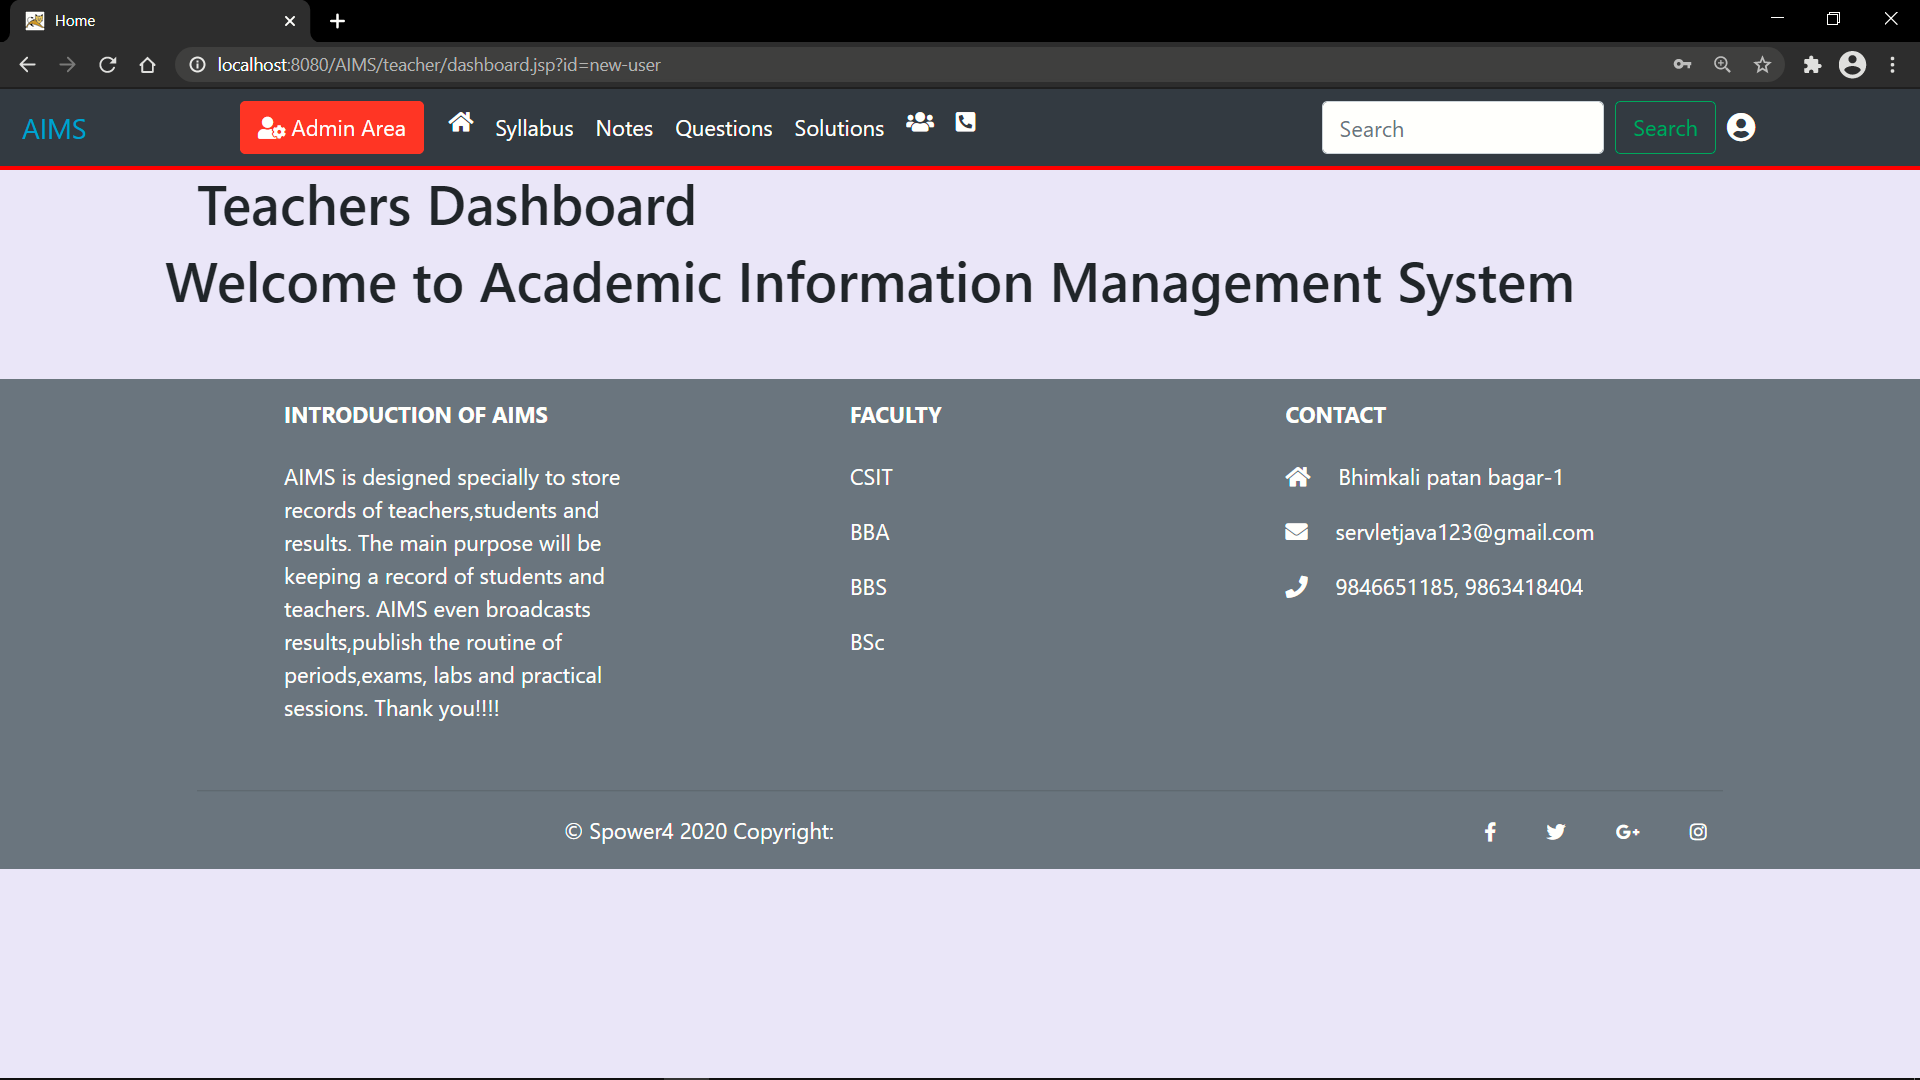 Home
localhost:8080/AIMS/teacher/dashboard.jsp?id=new-user
AIMS
Admin Area
Syllabus
Notes
Questions
Solutions
Search
Search
Teachers Dashboard
Welcome to Academic Information Management System
INTRODUCTION OF AIMS
AIMS is designed specially to store
records of teachers,students and
results. The main purpose will be
keeping a record of students and
teachers. AIMS even broadcasts
results,publish the routine of
periods,exams, labs and practical
sessions. Thank you!!!!
FACULTY
CSIT
BBA
BBS
BSc
CONTACT
Bhimkali patan bagar-1
servletjava123@gmail.com
9846651185, 9863418404
© Spower4 2020 Copyright: